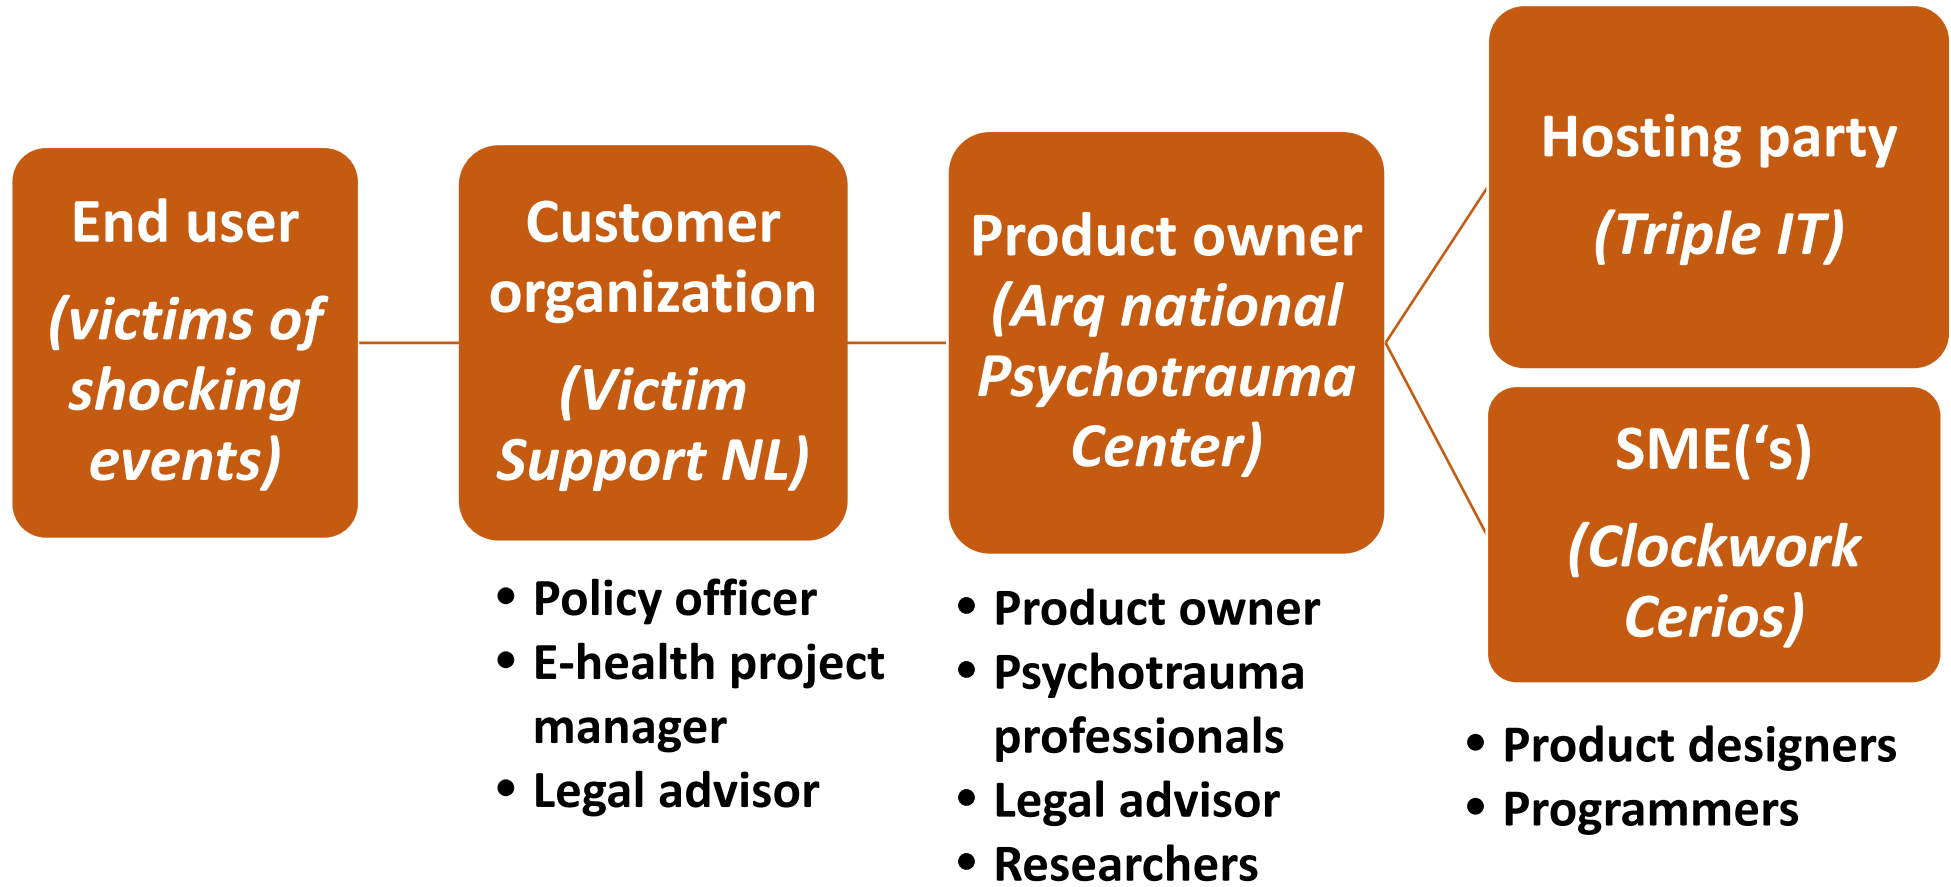 End user
(victims of
shocking
events)
Customer
organization
(Victim
Support NL)
• Policy officer
• E-health project
manager
• Legal advisor
Product owner
(Arq national
Psychotrauma
Center)
• Product owner
• Psychotrauma
professionals
• Legal advisor
• Researchers
Hosting party
(Triple IT)
SME(‘s)
(Clockwork
Cerios)
• Product designers
• Programmers